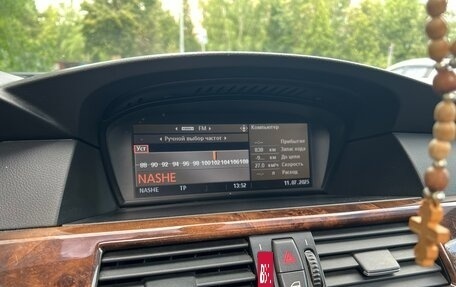 FM
Компьютер
Ручной выбор частот
Уст
88 90 92 94 96 98 100 102 104 106 108
NASHE
NASHE TP 13:52
--:-- Прибытие
838 км Запас хода
-- км До цели
27.0 км/ч Скорость
--.- л Расход
11.07.2025